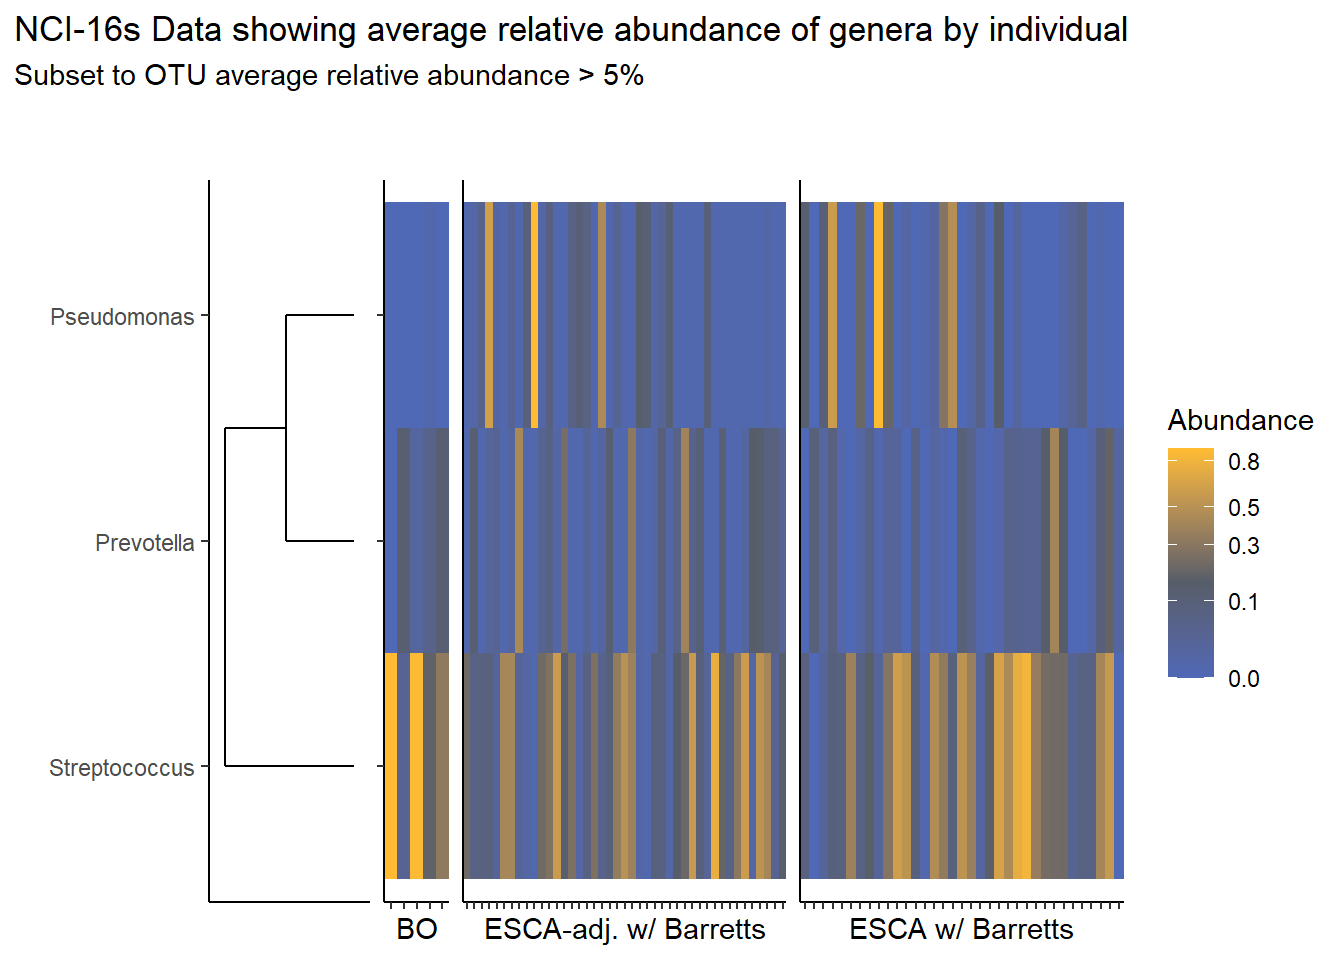 NCI-16s Data showing average relative abundance of genera by individual
Subset to OTU average relative abundance > 5%
Pseudomonas
Prevotella
Streptococcus
BO
ESCA-adj. w/ Barretts
ESCA w/ Barretts
Abundance
0.8
0.5
0.3
0.1
0.0